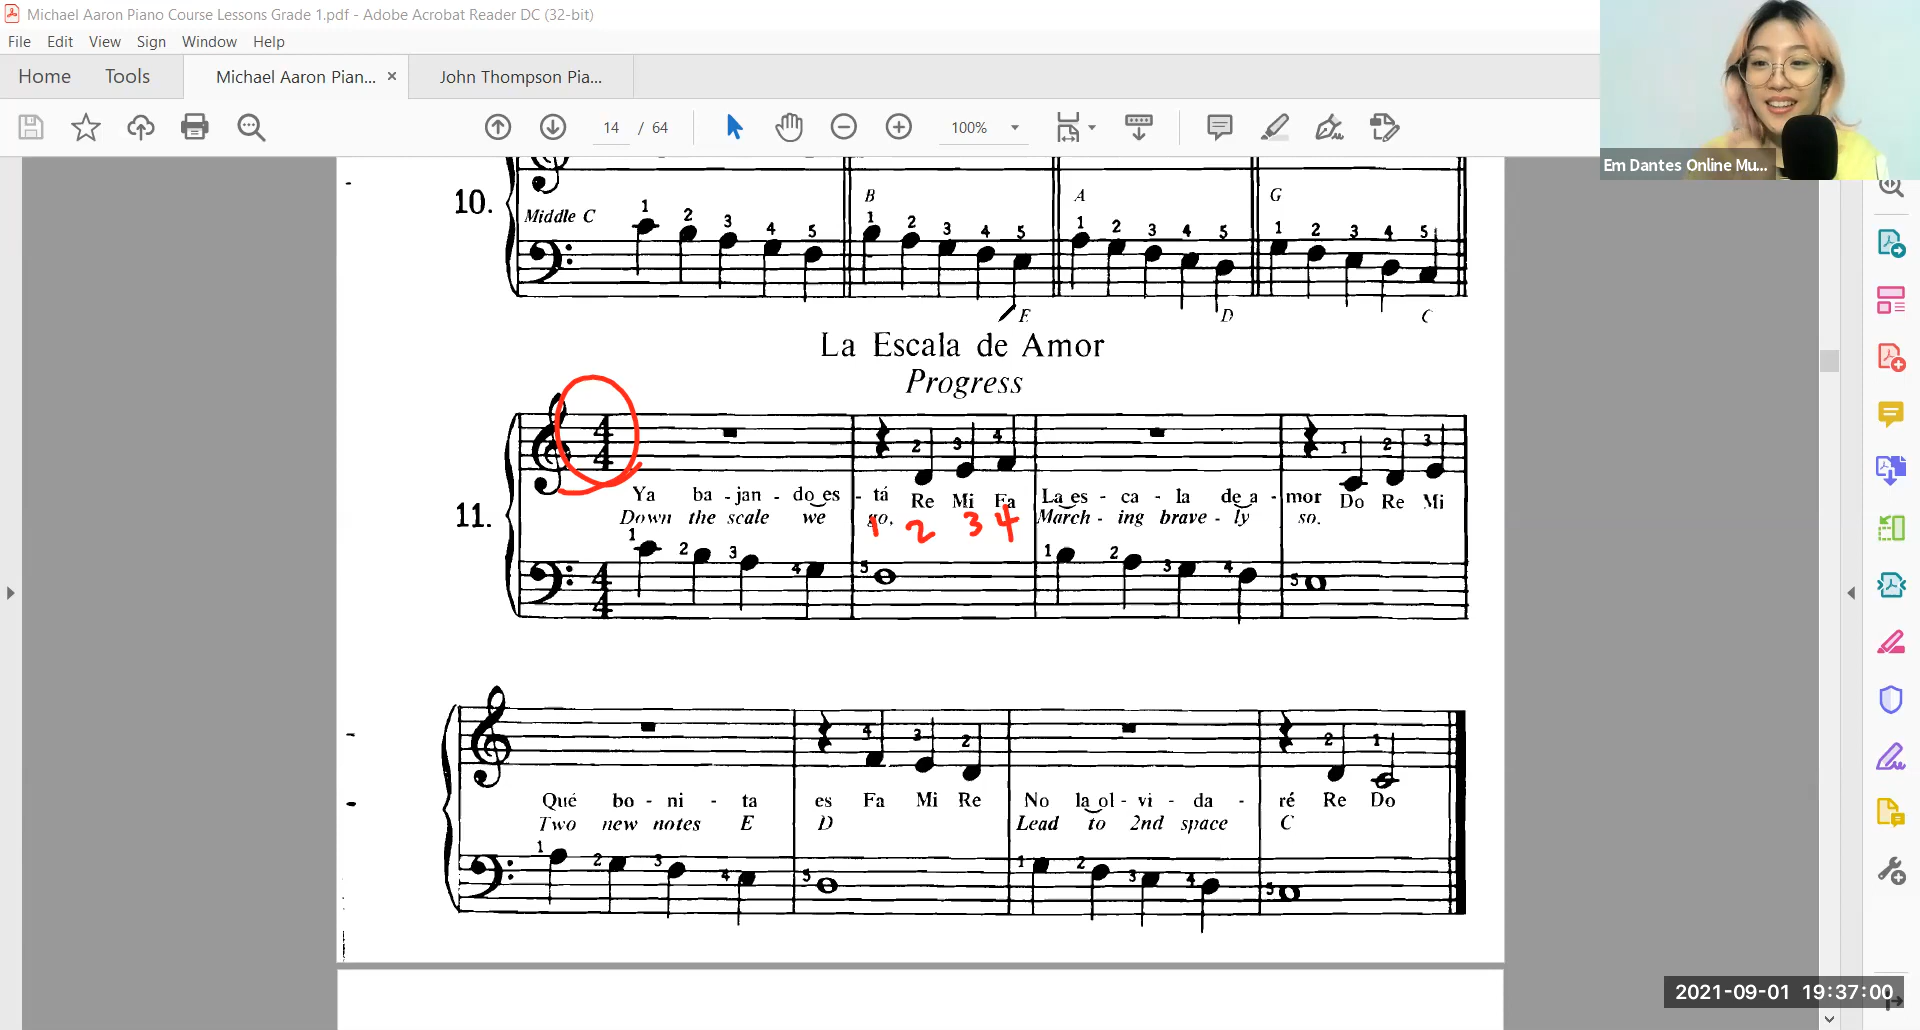 Michael Aaron Piano Course Lessons Grade 1.pdf - Adobe Acrobat Reader DC (32-bit)
File Edit View Sign Window Help
Home Tools Michael Aaron Pian... × John Thompson Pia...
14 / 64 100%
Em Dantes Online Mu...
10.
B A G
Middle C 1 2 3 4 5 1 2 3 4 5 1 2 3 4 5 1 2 3 4 5
E D C
La Escala de Amor
Progress
4 4
2 3 4 1 2 3
Ya ba - jan - do es - tá Re Mi Fa La es - ca - la de a - mor Do Re Mi
11.
Down the scale we go, March - ing brave - ly so.
1 2 3 4
1 2 3 4 5 1 2 3 4 5
4 4
4 3 2 2 1
Qué bo - ni - ta es Fa Mi Re No la ol - vi - da - ré Re Do
Two new notes E D Lead to 2nd space C
1 2 3 4 5 1 2 3 4 5
2021-09-01 19:37:00